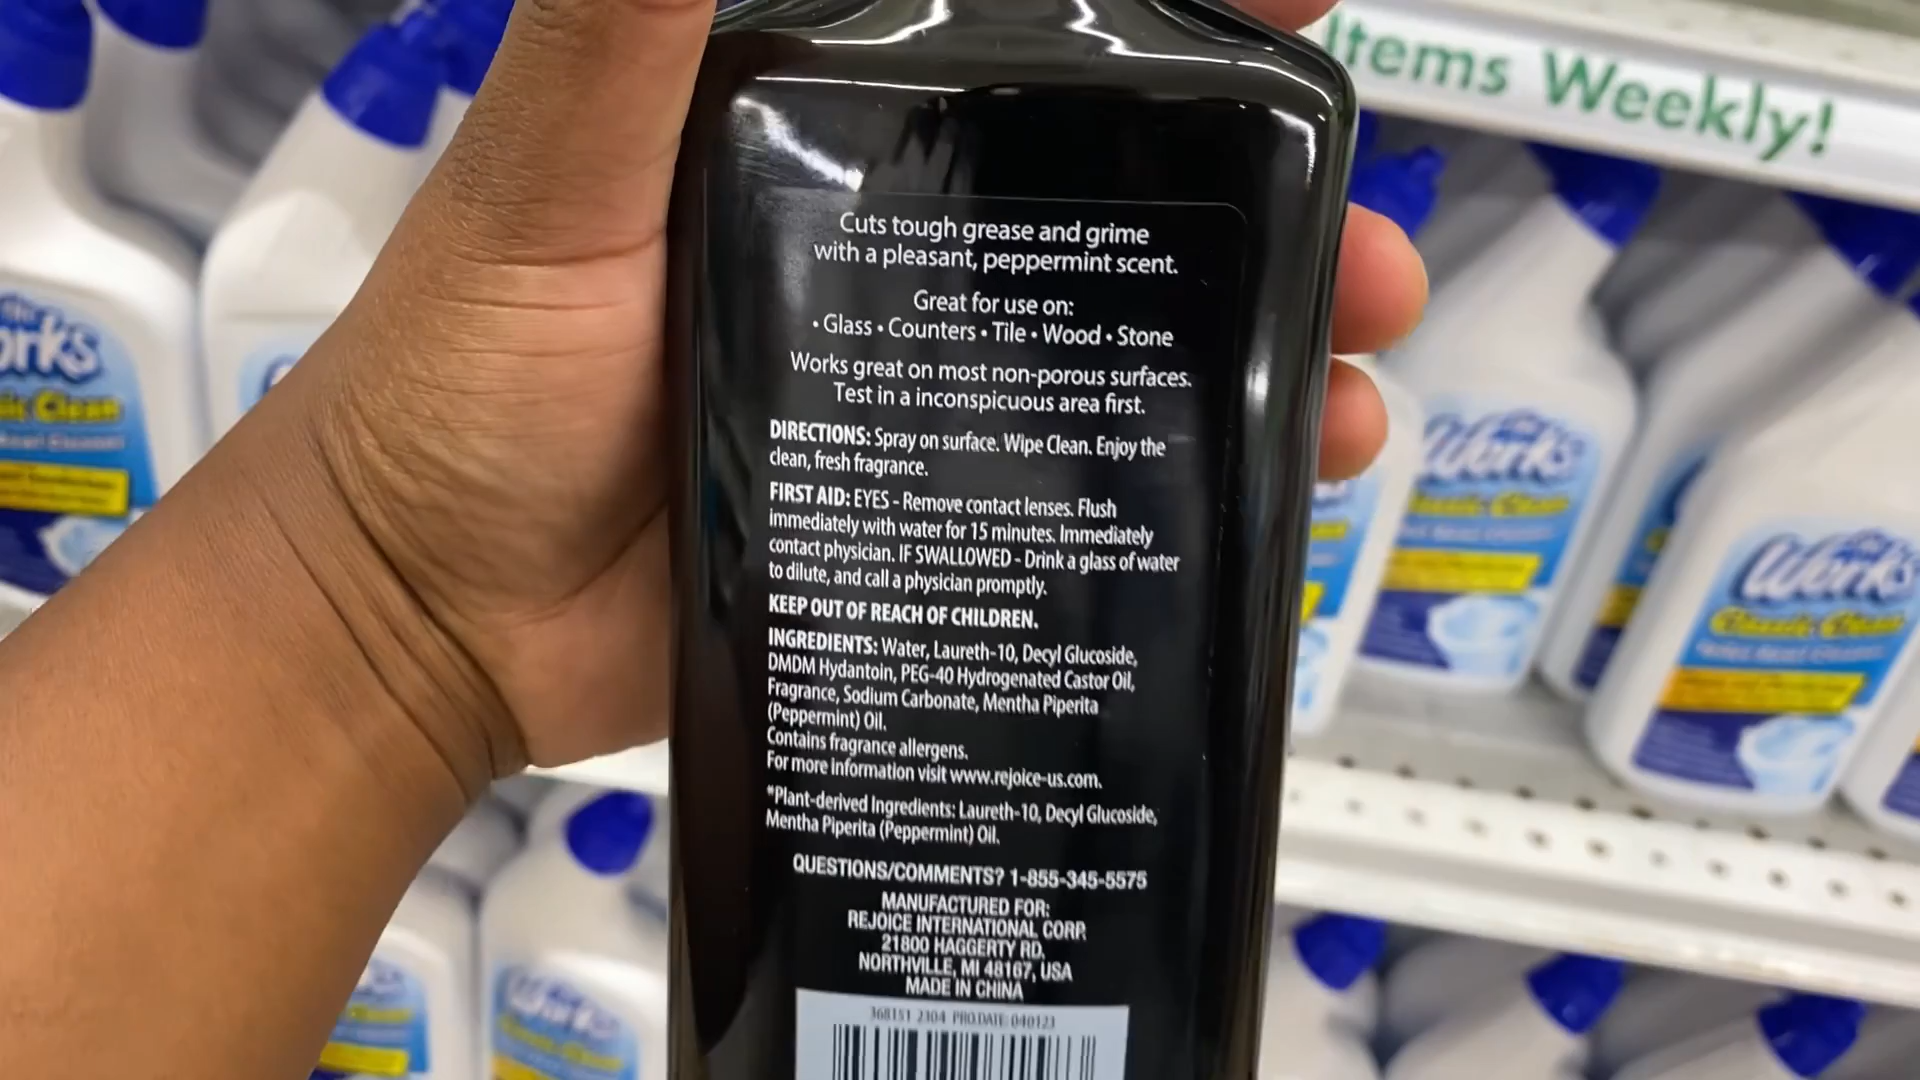 Items Weekly!
Cuts tough grease and grime
with a pleasant, peppermint scent.
Great for use on:
• Glass • Counters • Tile • Wood • Stone
Works great on most non-porous surfaces.
Test in a inconspicuous area first.
DIRECTIONS: Spray on surface. Wipe Clean. Enjoy the
clean, fresh fragrance.
FIRST AID: EYES - Remove contact lenses. Flush
immediately with water for 15 minutes. Immediately
contact physician. IF SWALLOWED - Drink a glass of water
to dilute, and call a physician promptly.
KEEP OUT OF REACH OF CHILDREN.
INGREDIENTS: Water, Laureth-10, Decyl Glucoside,
DMDM Hydantoin, PEG-40 Hydrogenated Castor Oil,
Fragrance, Sodium Carbonate, Mentha Piperita
(Peppermint) Oil.
Contains fragrance allergens.
For more information visit www.rejoice-us.com.
*Plant-derived Ingredients: Laureth-10, Decyl Glucoside,
Mentha Piperita (Peppermint) Oil.
QUESTIONS/COMMENTS? 1-855-345-5575
MANUFACTURED FOR:
REJOICE INTERNATIONAL CORP.
21800 HAGGERTY RD.
NORTHVILLE, MI 48167, USA
MADE IN CHINA
368151 2304 PRO.DATE: 040123
The Works
Classic Clean
The Works
Classic Clean